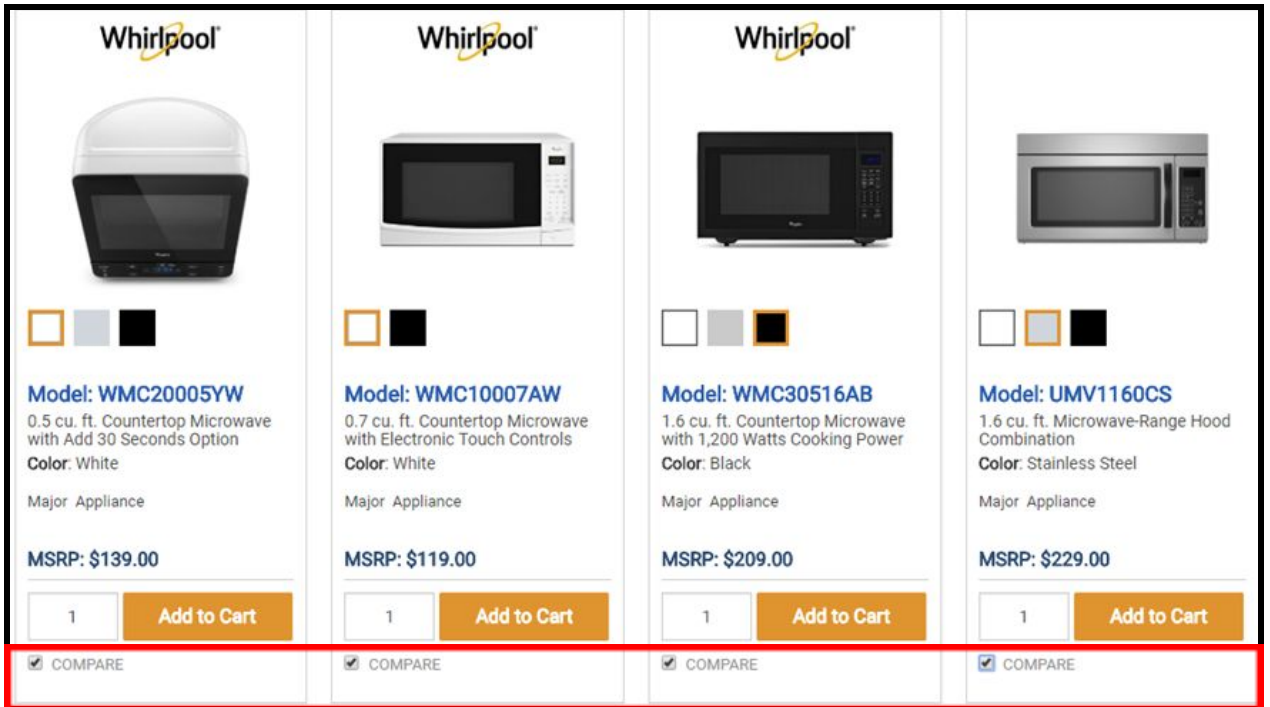 Whirlpool
Whirlpool
Whirlpool
Model: WMC20005YW
0.5 cu. ft. Countertop Microwave
with Add 30 Seconds Option
Color: White
Major Appliance
MSRP: $139.00
1
Add to Cart
COMPARE
Model: WMC10007AW
0.7 cu. ft. Countertop Microwave
with Electronic Touch Controls
Color: White
Major Appliance
MSRP: $119.00
1
Add to Cart
COMPARE
Model: WMC30516AB
1.6 cu. ft. Countertop Microwave
with 1,200 Watts Cooking Power
Color: Black
Major Appliance
MSRP: $209.00
1
Add to Cart
COMPARE
Model: UMV1160CS
1.6 cu. ft. Microwave-Range Hood
Combination
Color: Stainless Steel
Major Appliance
MSRP: $229.00
1
Add to Cart
COMPARE